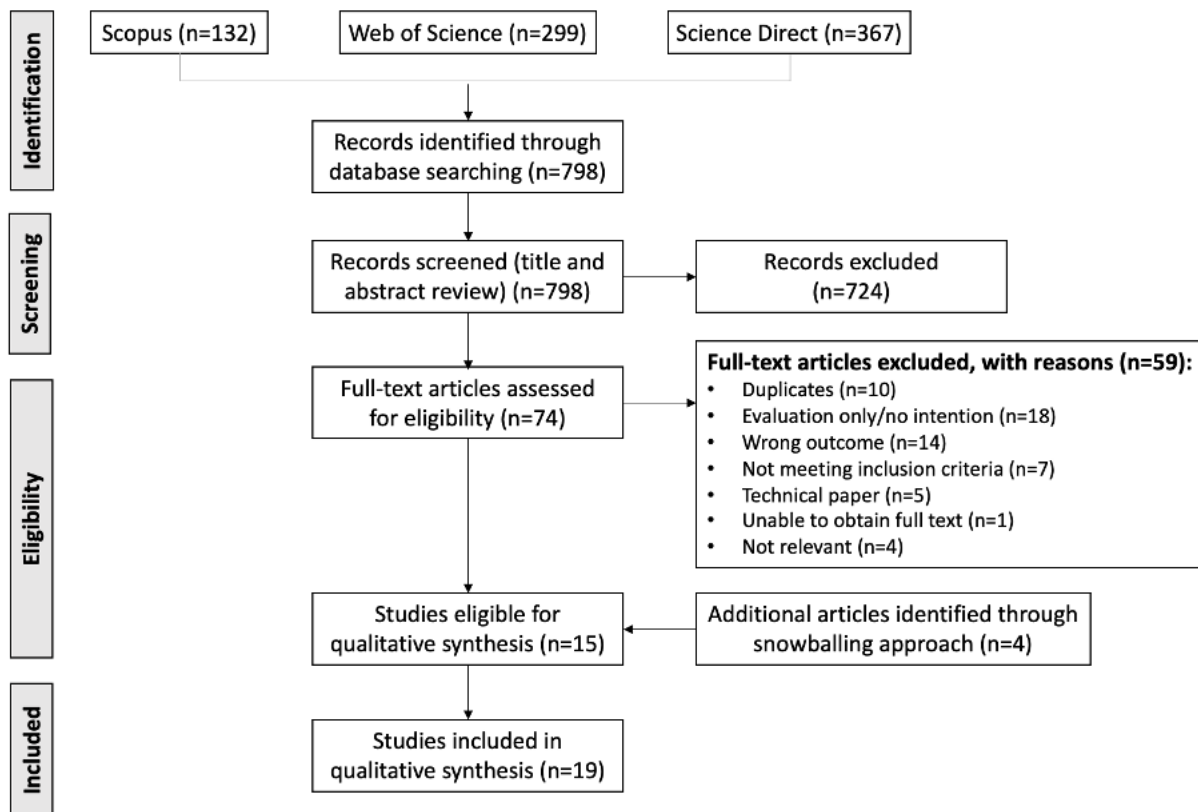 Identification
Scopus (n=132)
Web of Science (n=299)
Science Direct (n=367)
Records identified through
database searching (n=798)
Screening
Records screened (title and
abstract review) (n=798)
Records excluded
(n=724)
Eligibility
Full-text articles assessed
for eligibility (n=74)
Full-text articles excluded, with reasons (n=59):
• Duplicates (n=10)
• Evaluation only/no intention (n=18)
• Wrong outcome (n=14)
• Not meeting inclusion criteria (n=7)
• Technical paper (n=5)
• Unable to obtain full text (n=1)
• Not relevant (n=4)
Studies eligible for
qualitative synthesis (n=15)
Additional articles identified through
snowballing approach (n=4)
Included
Studies included in
qualitative synthesis (n=19)